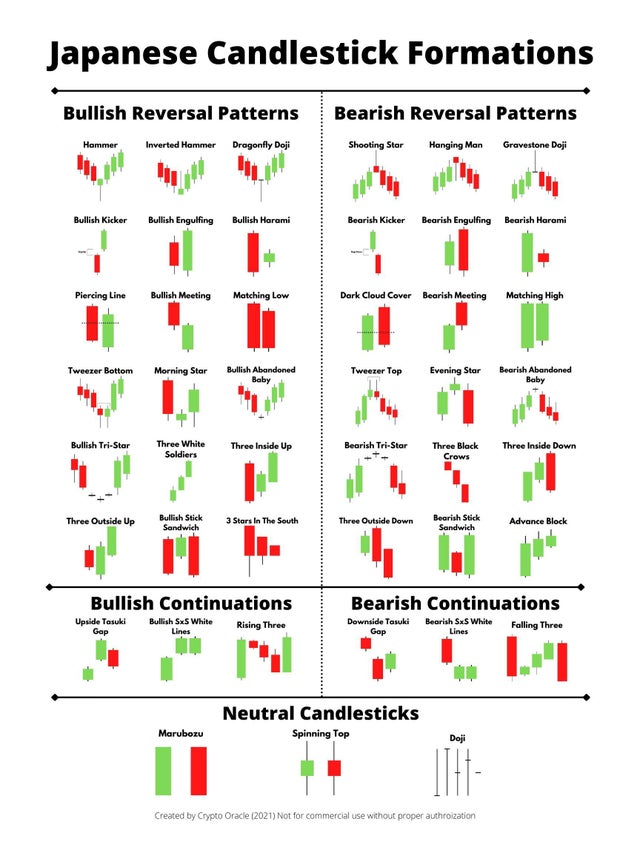 Japanese Candlestick Formations
Bullish Reversal Patterns
Hammer
Inverted Hammer
Dragonfly Doji
Bullish Kicker
Bullish Engulfing
Bullish Harami
Piercing Line
Bullish Meeting
Matching Low
Tweezer Bottom
Morning Star
Bullish Abandoned
Baby
Bullish Tri-Star
Three White
Soldiers
Three Inside Up
Three Outside Up
Bullish Stick
Sandwich
3 Stars In The South
Bearish Reversal Patterns
Shooting Star
Hanging Man
Gravestone Doji
Bearish Kicker
Bearish Engulfing
Bearish Harami
Dark Cloud Cover
Bearish Meeting
Matching High
Tweezer Top
Evening Star
Bearish Abandoned
Baby
Bearish Tri-Star
Three Black
Crows
Three Inside Down
Three Outside Down
Bearish Stick
Sandwich
Advance Block
Bullish Continuations
Upside Tasuki
Gap
Bullish SxS White
Lines
Rising Three
Bearish Continuations
Downside Tasuki
Gap
Bearish SxS White
Lines
Falling Three
Neutral Candlesticks
Marubozu
Spinning Top
Doji
Created by Crypto Oracle (2021) Not for commercial use without proper authroization